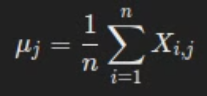 μ_j = \frac{1}{n} \sum_{i=1}^{n} X_{i,j}